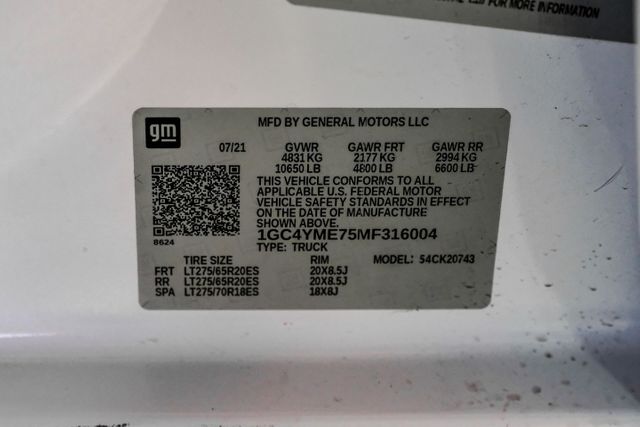 FOR MORE INFORMATION
gm
MFD BY GENERAL MOTORS LLC
07/21 GVWR GAWR FRT GAWR RR
4831 KG 2177 KG 2994 KG
10650 LB 4800 LB 6600 LB
THIS VEHICLE CONFORMS TO ALL
APPLICABLE U.S. FEDERAL MOTOR
VEHICLE SAFETY STANDARDS IN EFFECT
ON THE DATE OF MANUFACTURE
SHOWN ABOVE.
1GC4YME75MF316004
8624
TYPE: TRUCK
TIRE SIZE RIM MODEL: 54CK20743
FRT LT275/65R20ES 20X8.5J
RR LT275/65R20ES 20X8.5J
SPA LT275/70R18ES 18X8J